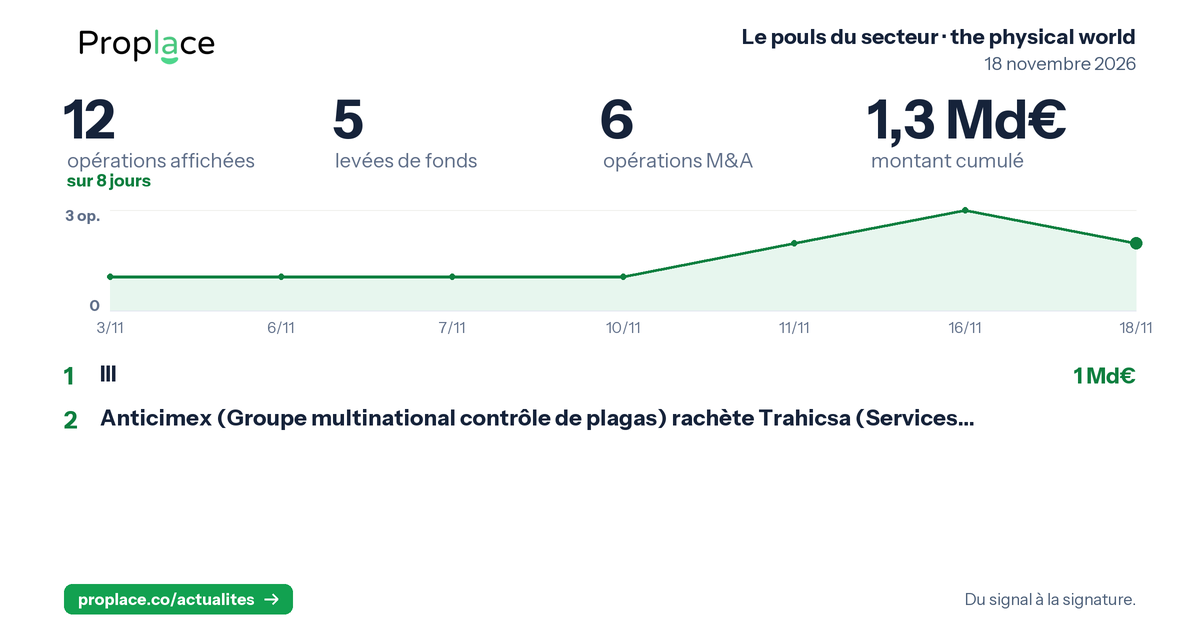 Proplace
Le pouls du secteur · the physical world
18 novembre 2026
12
opérations affichées
sur 8 jours
5
levées de fonds
6
opérations M&A
1,3 Md€
montant cumulé
3 op.
0
3/11
6/11
7/11
10/11
11/11
16/11
18/11
1 III 1 Md€
2 Anticimex (Groupe multinational contrôle de plagas) rachète Trahicsa (Services...
proplace.co/actualites →
Du signal à la signature.